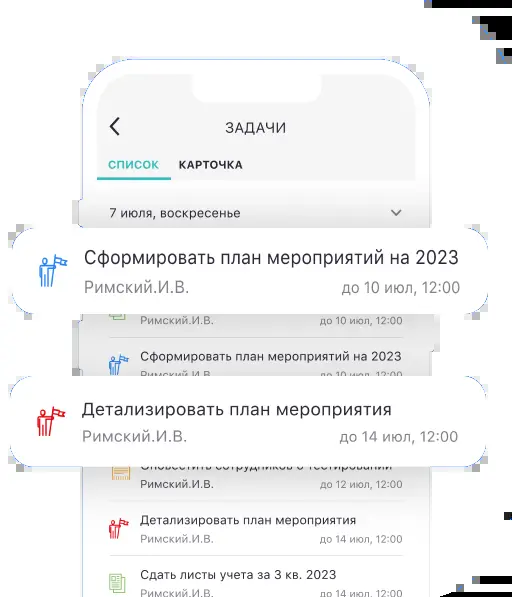 ЗАДАЧИ
СПИСОК КАРТОЧКА
7 июля, воскресенье
Сформировать план мероприятий на 2023
Римский.И.В. до 10 июл, 12:00
Римский.И.В. до 10 июл, 12:00
Сформировать план мероприятий на 2023
Римский.И.В. до 10 июл, 12:00
Детализировать план мероприятия
Римский.И.В. до 14 июл, 12:00
Оповестить сотрудников о тестировании
Римский.И.В. до 12 июл, 12:00
Детализировать план мероприятия
Римский.И.В. до 14 июл, 12:00
Сдать листы учета за 3 кв. 2023
Римский.И.В. до 14 июл, 12:00